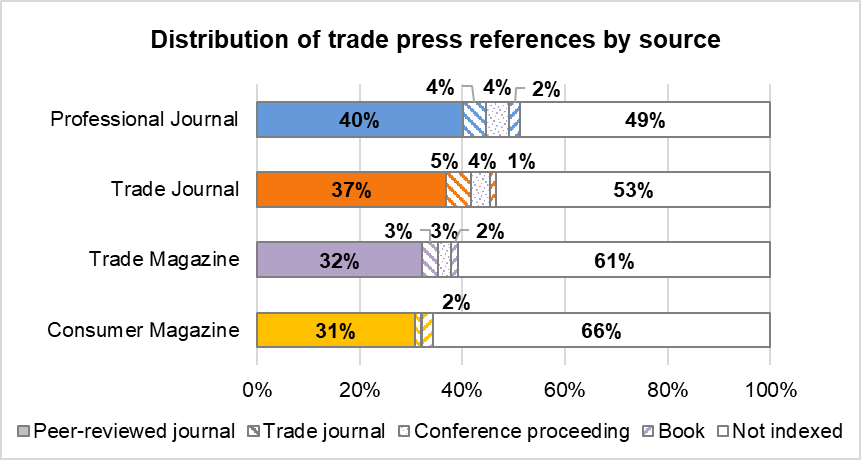 Distribution of trade press references by source
4% 4% 2%
Professional Journal 40% 49%
5% 4% 1%
Trade Journal 37% 53%
3% 3% 2%
Trade Magazine 32% 61%
2%
Consumer Magazine 31% 66%
0% 20% 40% 60% 80% 100%
Peer-reviewed journal Trade journal Conference proceeding Book Not indexed